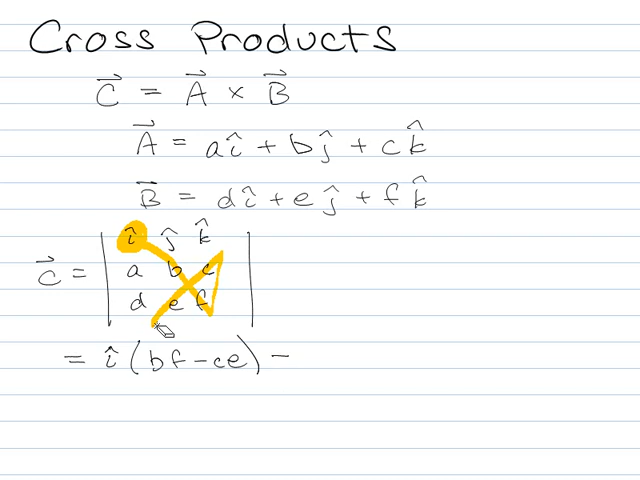 Cross Products
C⃗ = A⃗ × B⃗
A⃗ = aî + bĵ + ck̂
B⃗ = dî + eĵ + fk̂
î ĵ k̂
C⃗ = | a b c |
d e f
= î (bf - ce) -